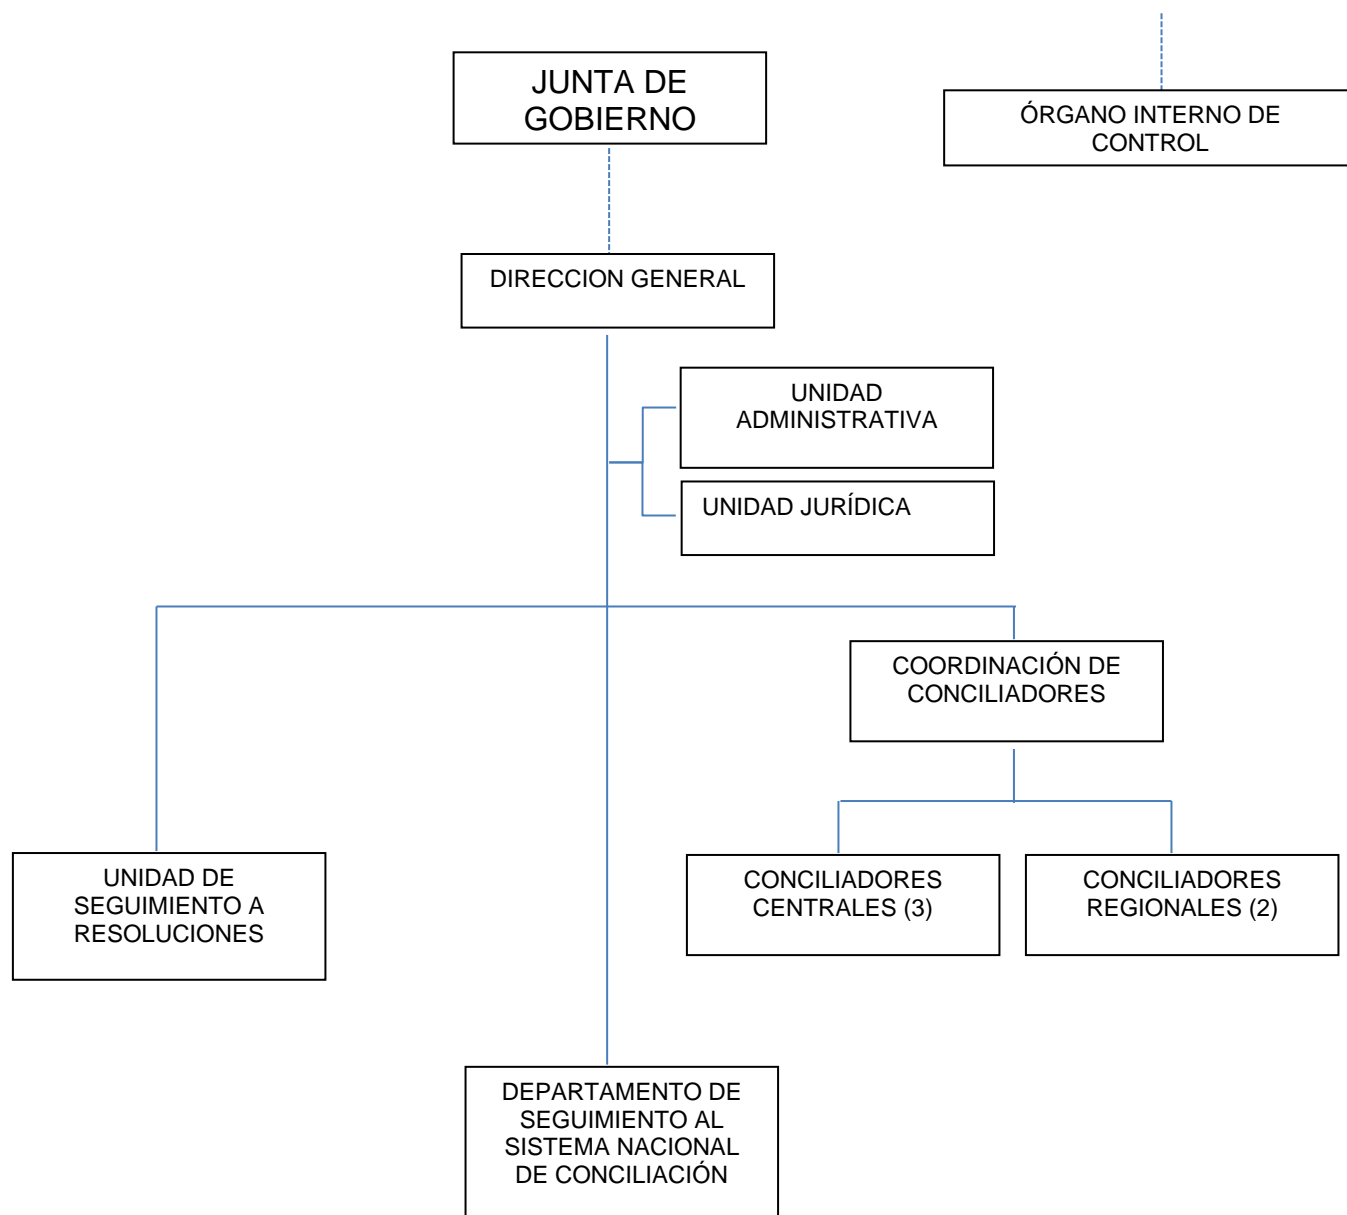 JUNTA DE
GOBIERNO
ÓRGANO INTERNO DE
CONTROL
DIRECCION GENERAL
UNIDAD
ADMINISTRATIVA
UNIDAD JURÍDICA
COORDINACIÓN DE
CONCILIADORES
UNIDAD DE
SEGUIMIENTO A
RESOLUCIONES
CONCILIADORES
CENTRALES (3)
CONCILIADORES
REGIONALES (2)
DEPARTAMENTO DE
SEGUIMIENTO AL
SISTEMA NACIONAL
DE CONCILIACIÓN